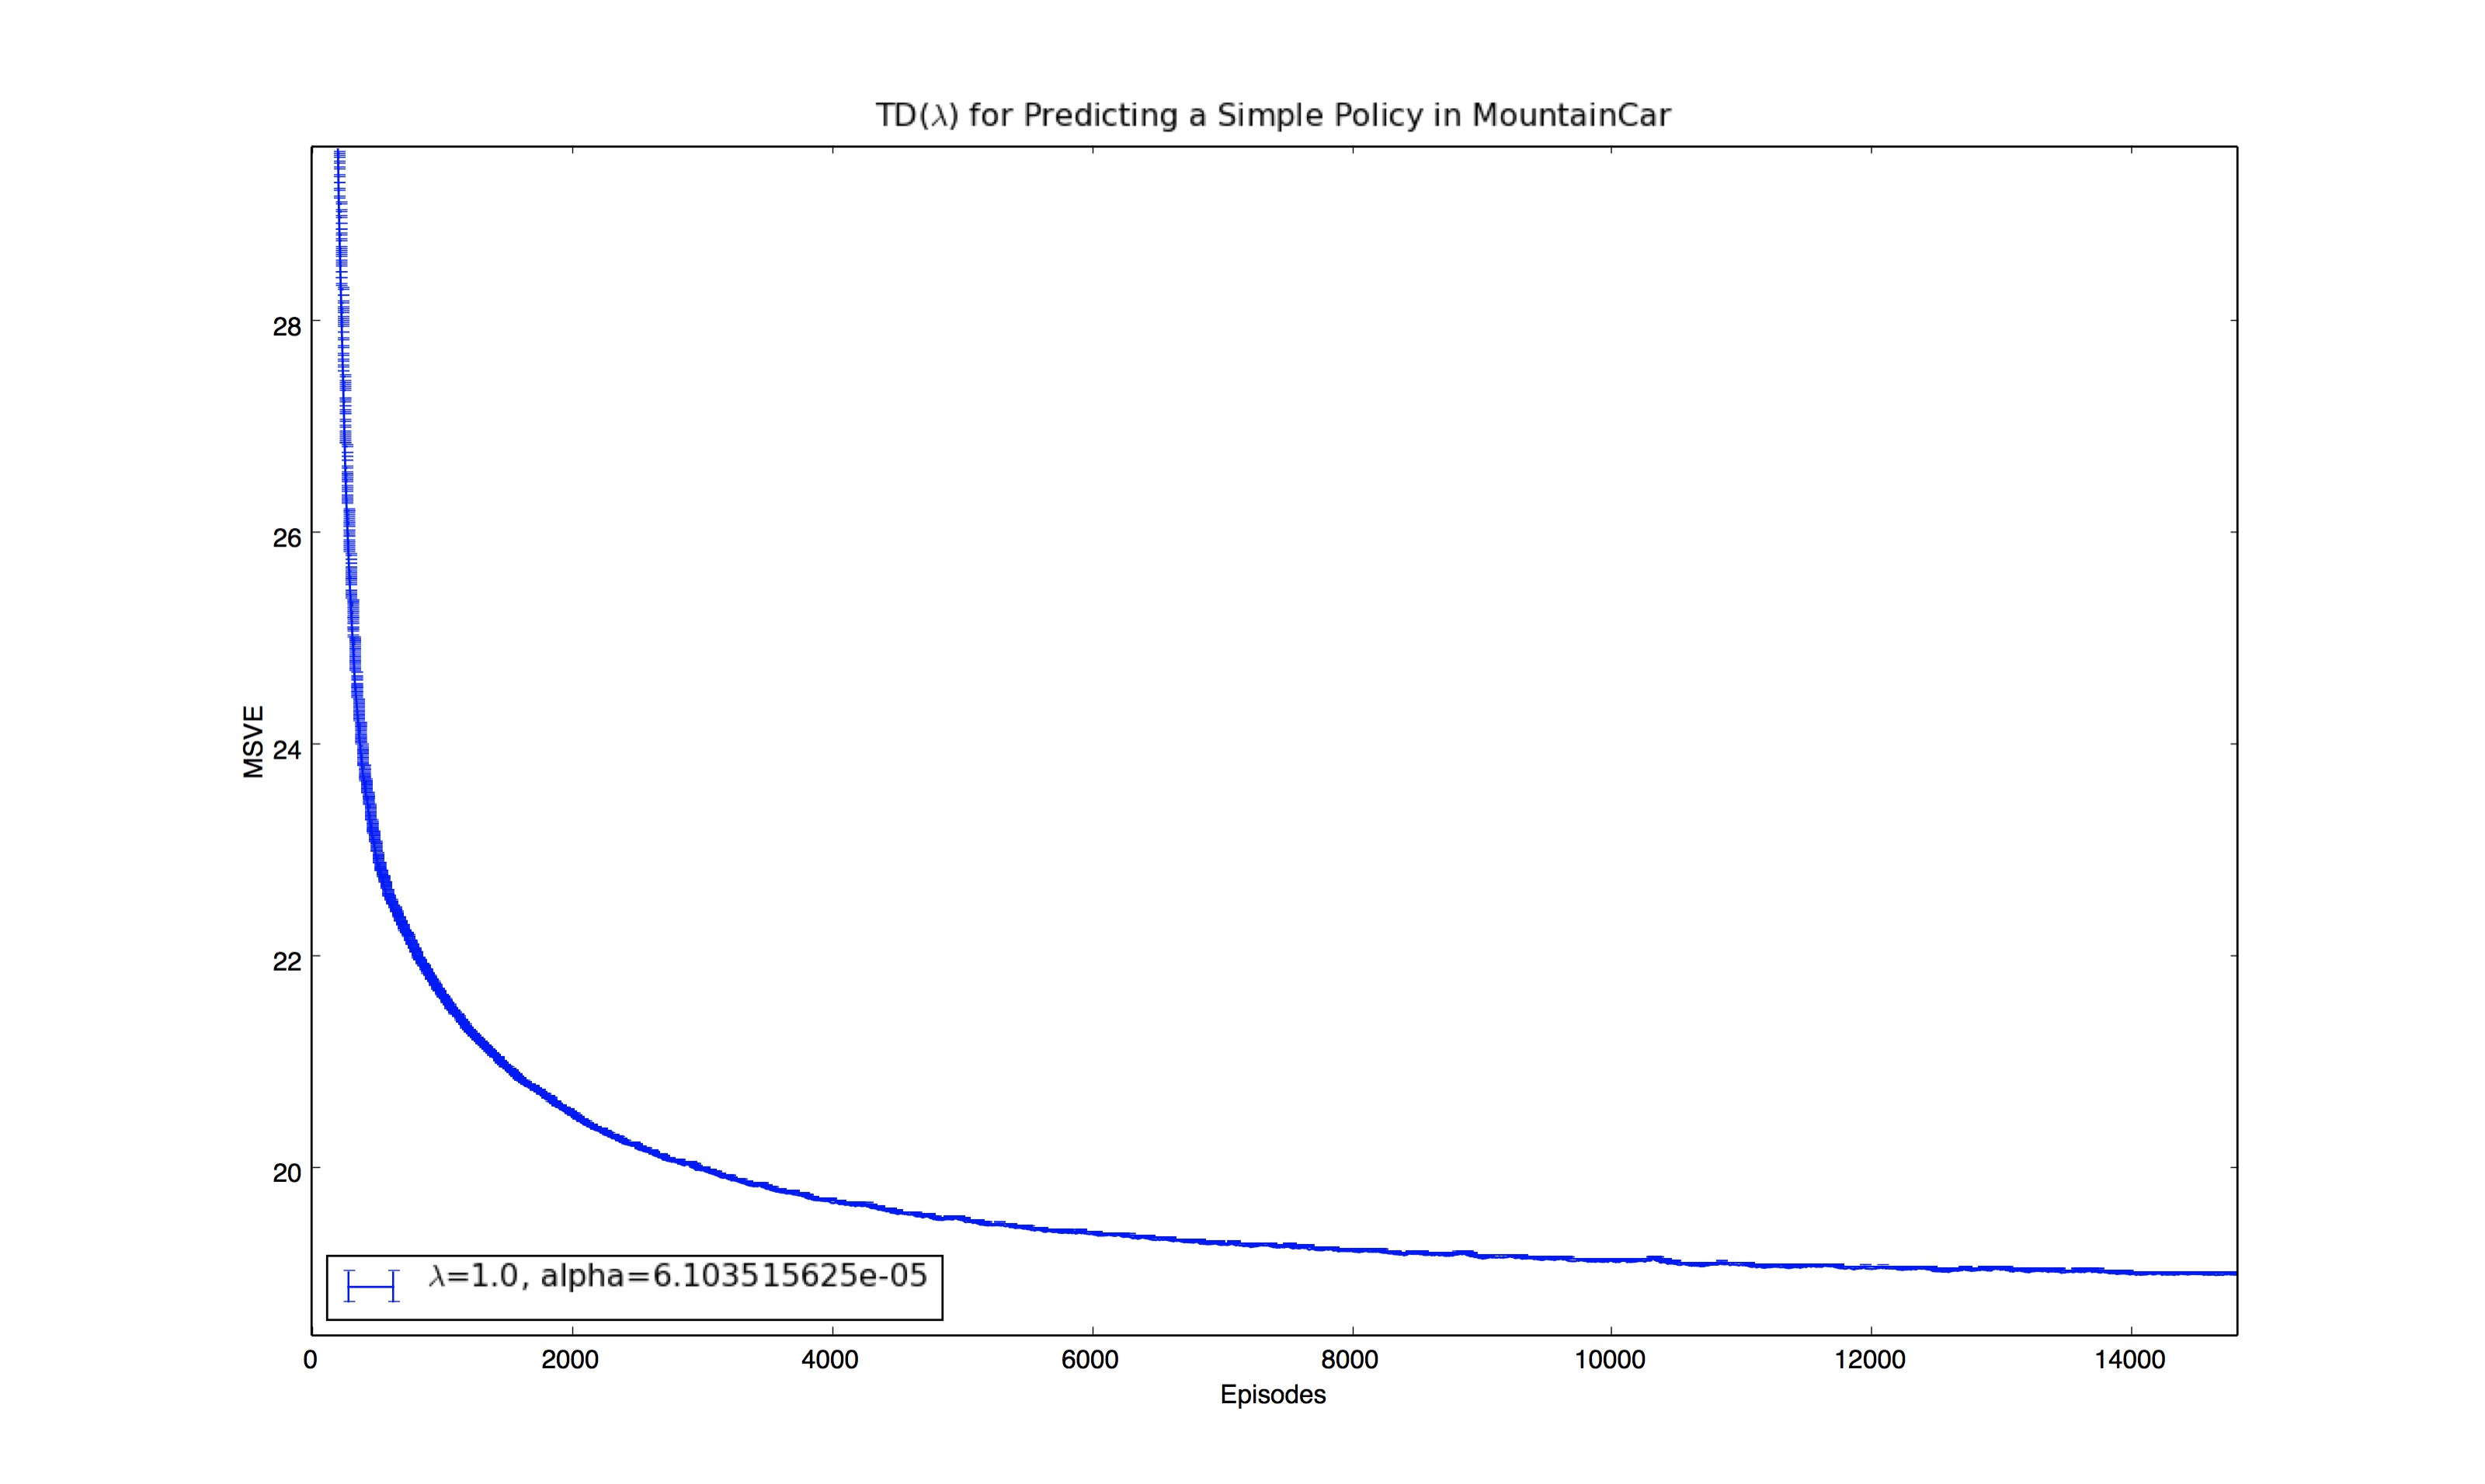 TD(λ) for Predicting a Simple Policy in MountainCar
28
26
24
22
20
MSVE
λ=1.0, alpha=6.103515625e-05
0 2000 4000 6000 8000 10000 12000 14000
Episodes